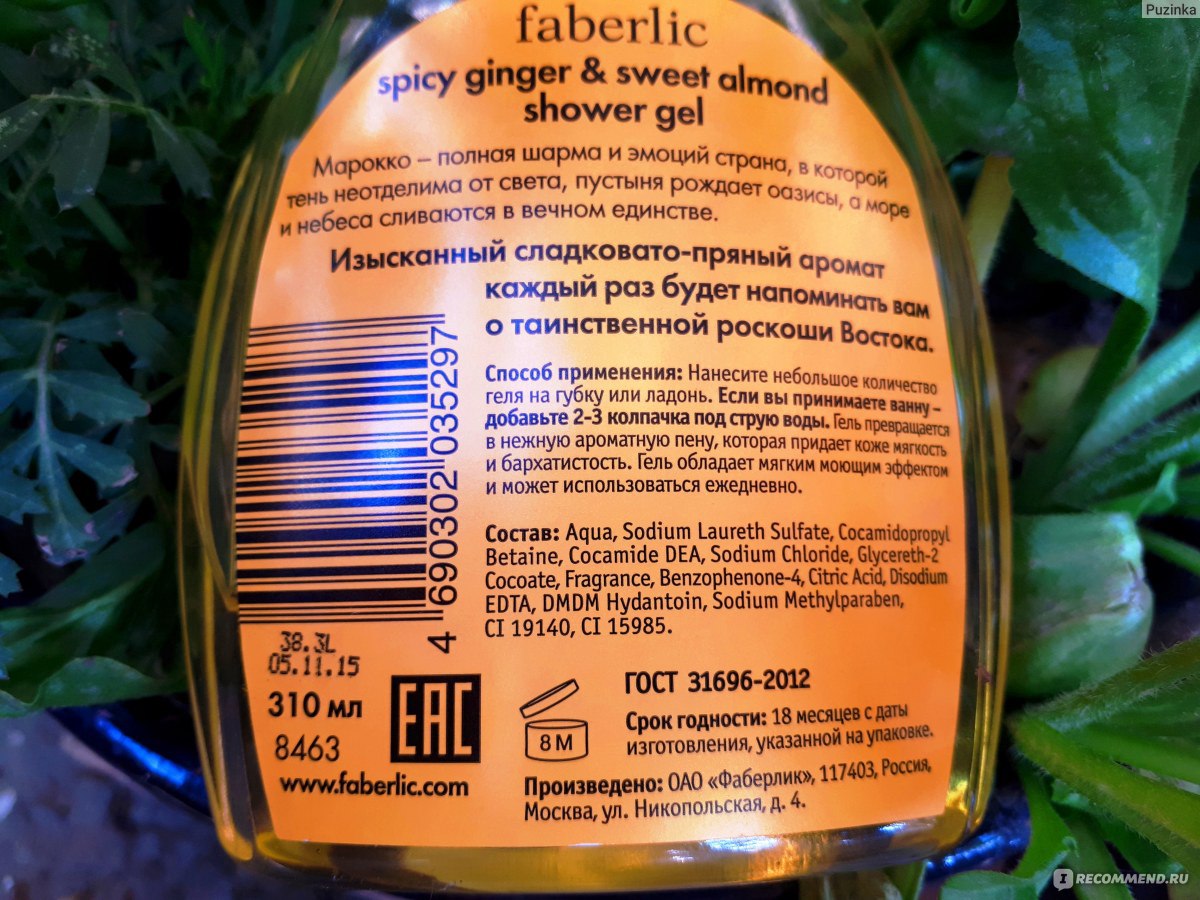 Puzinka
faberlic
spicy ginger & sweet almond
shower gel
Марокко – полная шарма и эмоций страна, в которой
тень неотделима от света, пустыня рождает оазисы, а море
и небеса сливаются в вечном единстве.
Изысканный сладковато-пряный аромат
каждый раз будет напоминать вам
о таинственной роскоши Востока.
Способ применения: Нанесите небольшое количество
геля на губку или ладонь. Если вы принимаете ванну –
добавьте 2-3 колпачка под струю воды. Гель превращается
в нежную ароматную пену, которая придает коже мягкость
и бархатистость. Гель обладает мягким моющим эффектом
и может использоваться ежедневно.
Состав: Aqua, Sodium Laureth Sulfate, Cocamidopropyl
Betaine, Cocamide DEA, Sodium Chloride, Glycereth-2
Cocoate, Fragrance, Benzophenone-4, Citric Acid, Disodium
EDTA, DMDM Hydantoin, Sodium Methylparaben,
CI 19140, CI 15985.
4 690302 035297
38.3L
05.11.15
310 мл
8463
www.faberlic.com
EAC
8 M
ГОСТ 31696-2012
Срок годности: 18 месяцев с даты
изготовления, указанной на упаковке.
Произведено: ОАО «Фаберлик», 117403, Россия,
Москва, ул. Никопольская, д. 4.
I RECOMMEND.RU